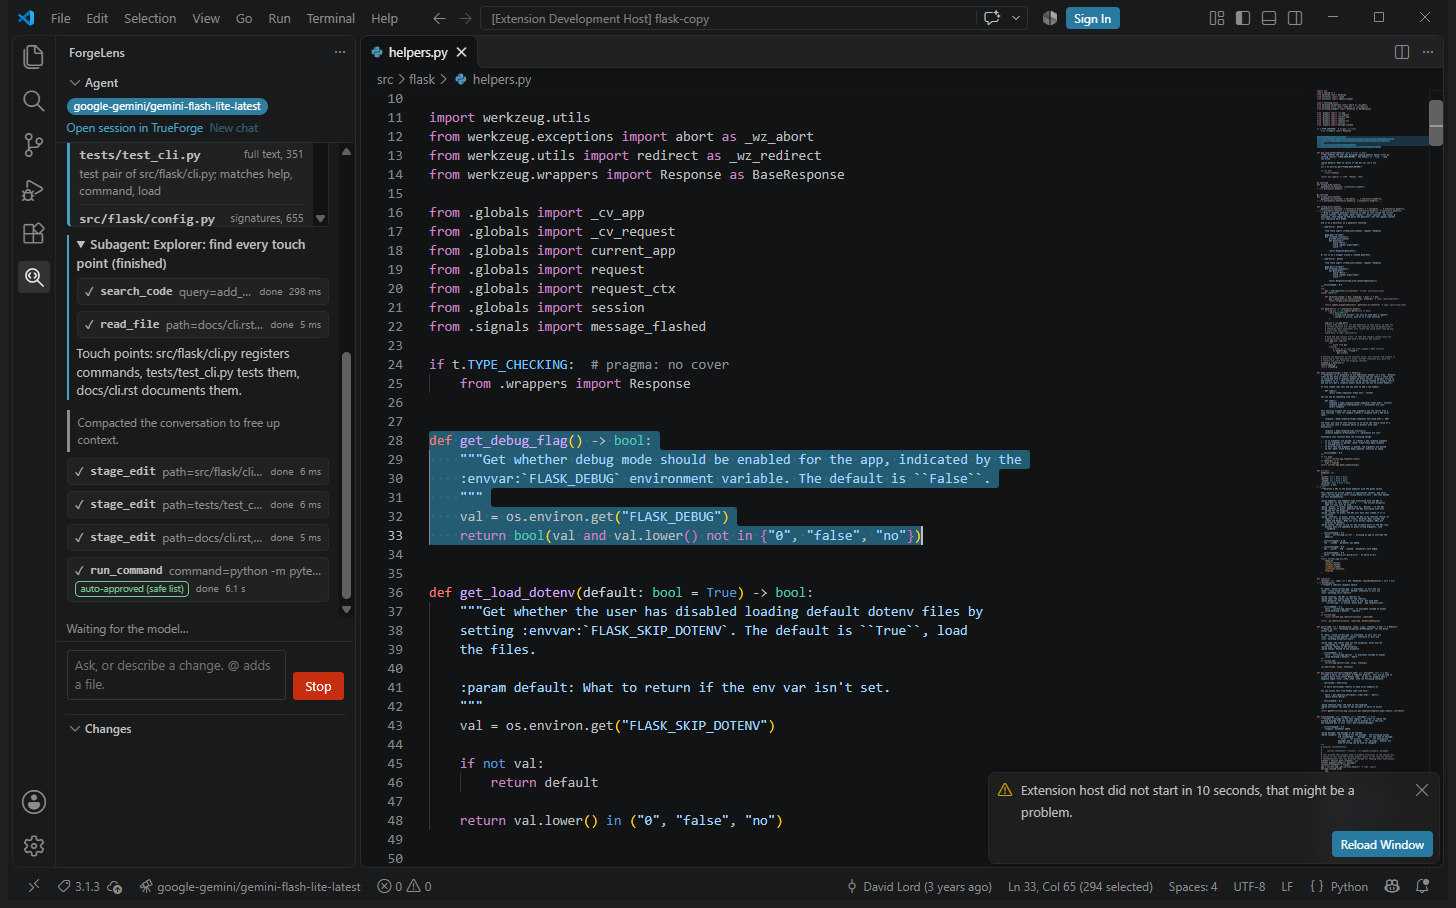 File Edit Selection View Go Run Terminal Help
[Extension Development Host] flask-copy
Sign In
ForgeLens
Agent
google-gemini/gemini-flash-lite-latest
Open session in TrueForge New chat
tests/test_cli.py full text, 351
test pair of src/flask/cli.py; matches help,
command, load
src/flask/config.py signatures, 655
Subagent: Explorer: find every touch
point (finished)
✓ search_code query=add_... done 298 ms
✓ read_file path=docs/cli.rst... done 5 ms
Touch points: src/flask/cli.py registers
commands, tests/test_cli.py tests them,
docs/cli.rst documents them.
Compacted the conversation to free up
context.
✓ stage_edit path=src/flask/cli... done 6 ms
✓ stage_edit path=tests/test_c... done 6 ms
✓ stage_edit path=docs/cli.rst,... done 5 ms
✓ run_command command=python -m pyte...
auto-approved (safe list) done 6.1 s
Waiting for the model...
Ask, or describe a change. @ adds
a file.
Stop
Changes
helpers.py
src > flask > helpers.py
10
11 import werkzeug.utils
12 from werkzeug.exceptions import abort as _wz_abort
13 from werkzeug.utils import redirect as _wz_redirect
14 from werkzeug.wrappers import Response as BaseResponse
15
16 from .globals import _cv_app
17 from .globals import _cv_request
18 from .globals import current_app
19 from .globals import request
20 from .globals import request_ctx
21 from .globals import session
22 from .signals import message_flashed
23
24 if t.TYPE_CHECKING:  # pragma: no cover
25     from .wrappers import Response
26
27
28 def get_debug_flag() -> bool:
29     """Get whether debug mode should be enabled for the app, indicated by the
30     :envvar:`FLASK_DEBUG` environment variable. The default is ``False``.
31     """
32     val = os.environ.get("FLASK_DEBUG")
33     return bool(val and val.lower() not in {"0", "false", "no"})
34
35
36 def get_load_dotenv(default: bool = True) -> bool:
37     """Get whether the user has disabled loading default dotenv files by
38     setting :envvar:`FLASK_SKIP_DOTENV`. The default is ``True``, load
39     the files.
40
41     :param default: What to return if the env var isn't set.
42     """
43     val = os.environ.get("FLASK_SKIP_DOTENV")
44
45     if not val:
46         return default
47
48     return val.lower() in ("0", "false", "no")
49
50
Extension host did not start in 10 seconds, that might be a
problem.
Reload Window
3.1.3 google-gemini/gemini-flash-lite-latest 0 0 David Lord (3 years ago) Ln 33, Col 65 (294 selected) Spaces: 4 UTF-8 LF { } Python